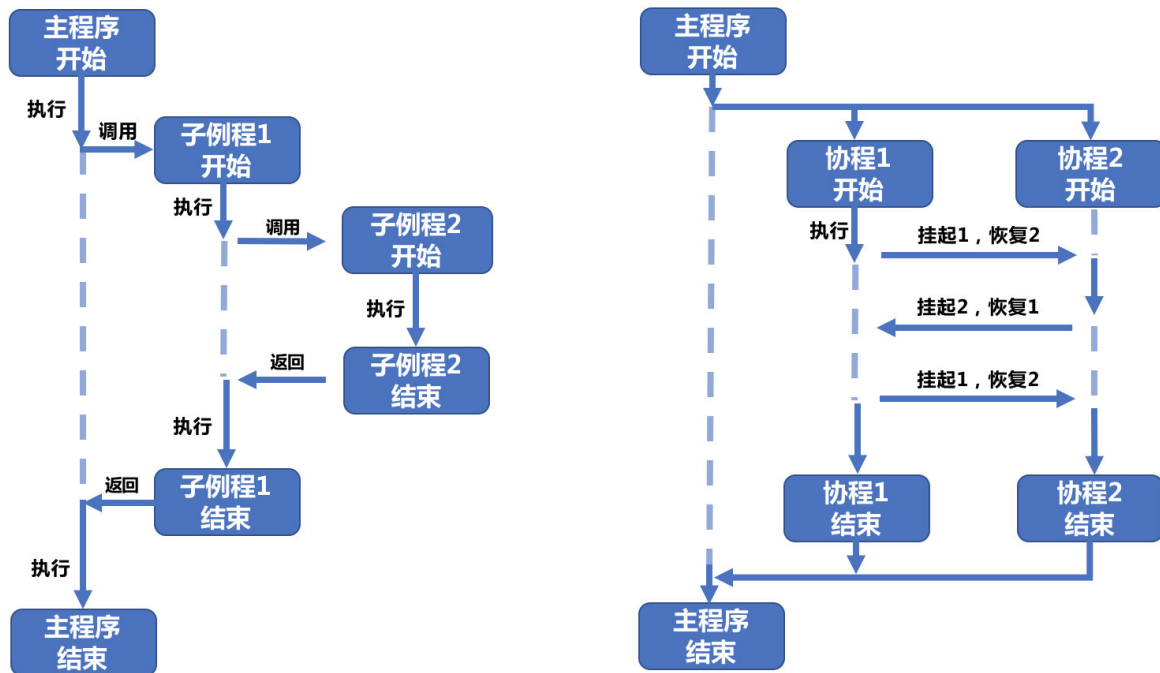 主程序
开始
执行
调用
子例程1
开始
执行
调用
子例程2
开始
执行
子例程2
结束
返回
执行
子例程1
结束
返回
执行
主程序
结束
主程序
开始
协程1
开始
协程2
开始
执行
挂起1，恢复2
挂起2，恢复1
挂起1，恢复2
协程1
结束
协程2
结束
主程序
结束